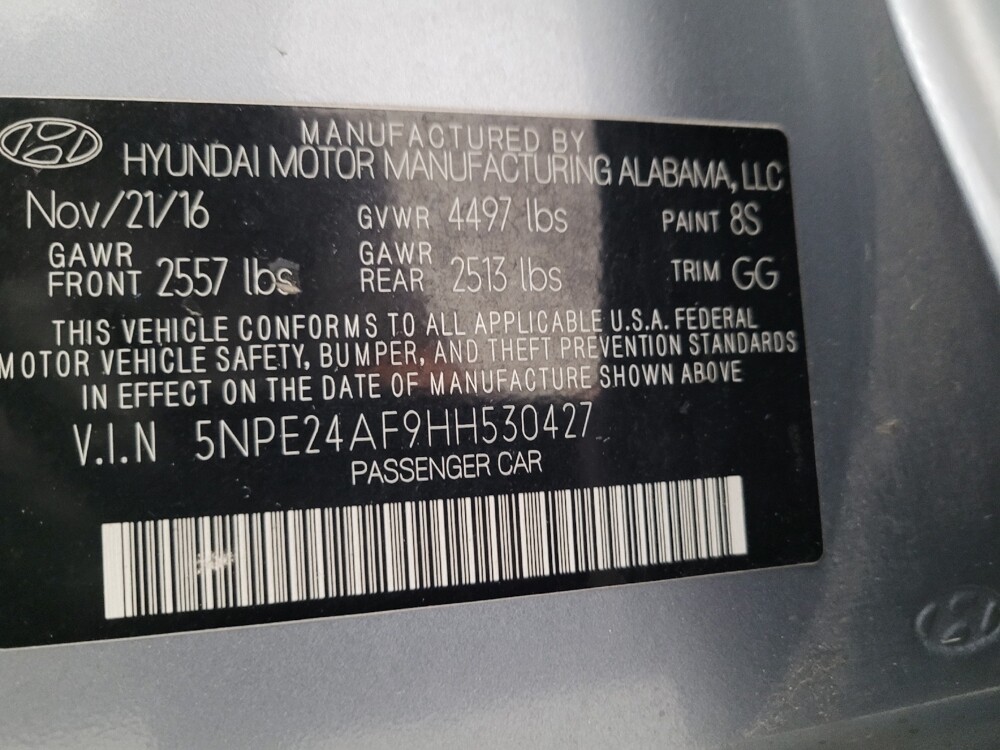 MANUFACTURED BY
HYUNDAI MOTOR MANUFACTURING ALABAMA, LLC
Nov/21/16 GVWR 4497 lbs PAINT 8S
GAWR FRONT 2557 lbs GAWR REAR 2513 lbs TRIM GG
THIS VEHICLE CONFORMS TO ALL APPLICABLE U.S.A. FEDERAL
MOTOR VEHICLE SAFETY, BUMPER, AND THEFT PREVENTION STANDARDS
IN EFFECT ON THE DATE OF MANUFACTURE SHOWN ABOVE
V.I.N 5NPE24AF9HH530427
PASSENGER CAR